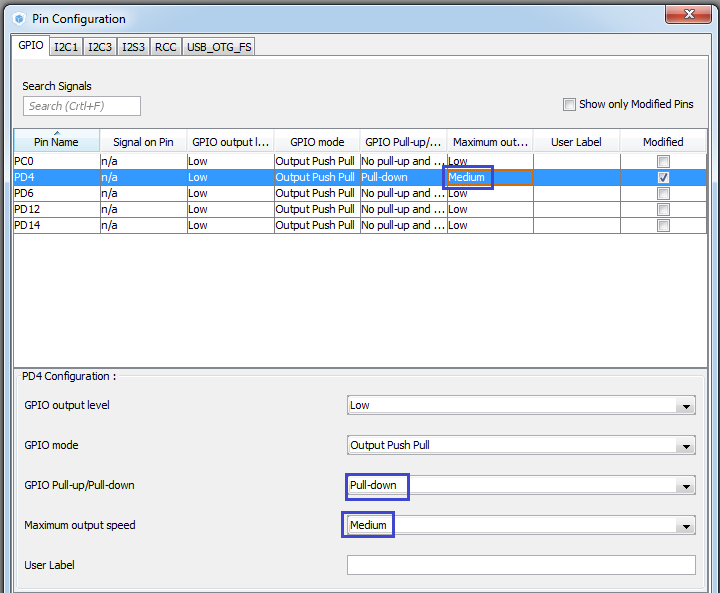 Pin Configuration
GPIO I2C1 I2C3 I2S3 RCC USB_OTG_FS
Search Signals
Search (Crtl+F)
Show only Modified Pins
Pin Name Signal on Pin GPIO output l... GPIO mode GPIO Pull-up/... Maximum out... User Label Modified
PC0 n/a Low Output Push Pull No pull-up and ... Low
PD4 n/a Low Output Push Pull Pull-down Medium
PD6 n/a Low Output Push Pull No pull-up and ... Low
PD12 n/a Low Output Push Pull No pull-up and ... Low
PD14 n/a Low Output Push Pull No pull-up and ... Low
PD4 Configuration :
GPIO output level Low
GPIO mode Output Push Pull
GPIO Pull-up/Pull-down Pull-down
Maximum output speed Medium
User Label